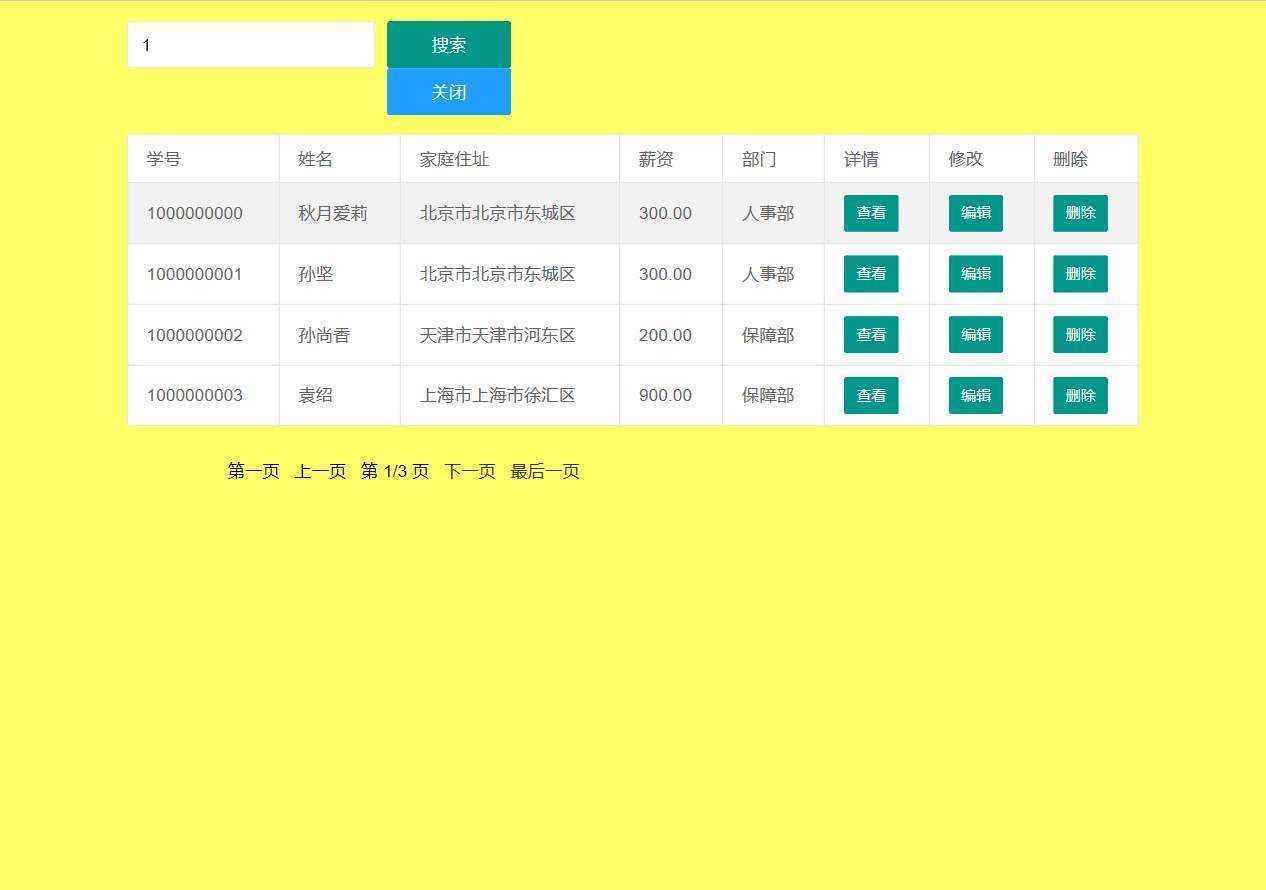 1 搜索
关闭
学号 姓名 家庭住址 薪资 部门 详情 修改 删除
1000000000 秋月爱莉 北京市北京市东城区 300.00 人事部 查看 编辑 删除
1000000001 孙坚 北京市北京市东城区 300.00 人事部 查看 编辑 删除
1000000002 孙尚香 天津市天津市河东区 200.00 保障部 查看 编辑 删除
1000000003 袁绍 上海市上海市徐汇区 900.00 保障部 查看 编辑 删除
第一页 上一页 第 1/3 页 下一页 最后一页